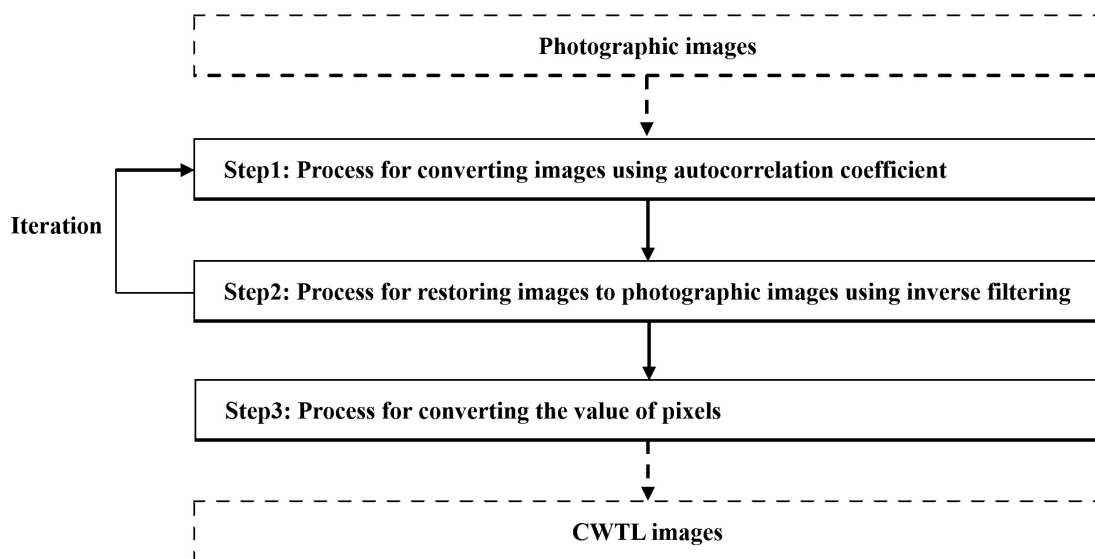 Photographic images
Step1: Process for converting images using autocorrelation coefficient
Iteration
Step2: Process for restoring images to photographic images using inverse filtering
Step3: Process for converting the value of pixels
CWTL images